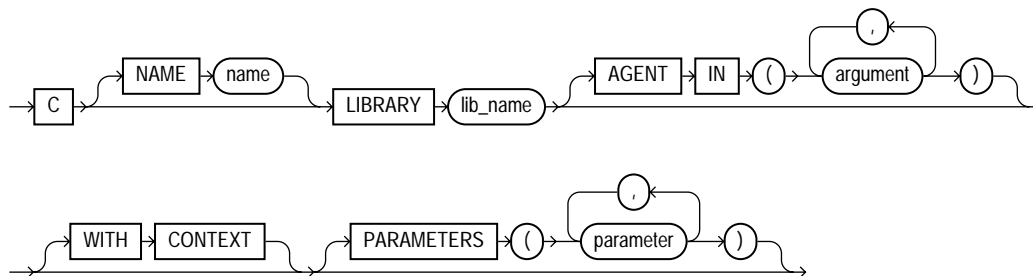 ,
NAME name AGENT IN ( argument )
C LIBRARY lib_name
,
WITH CONTEXT PARAMETERS ( parameter )